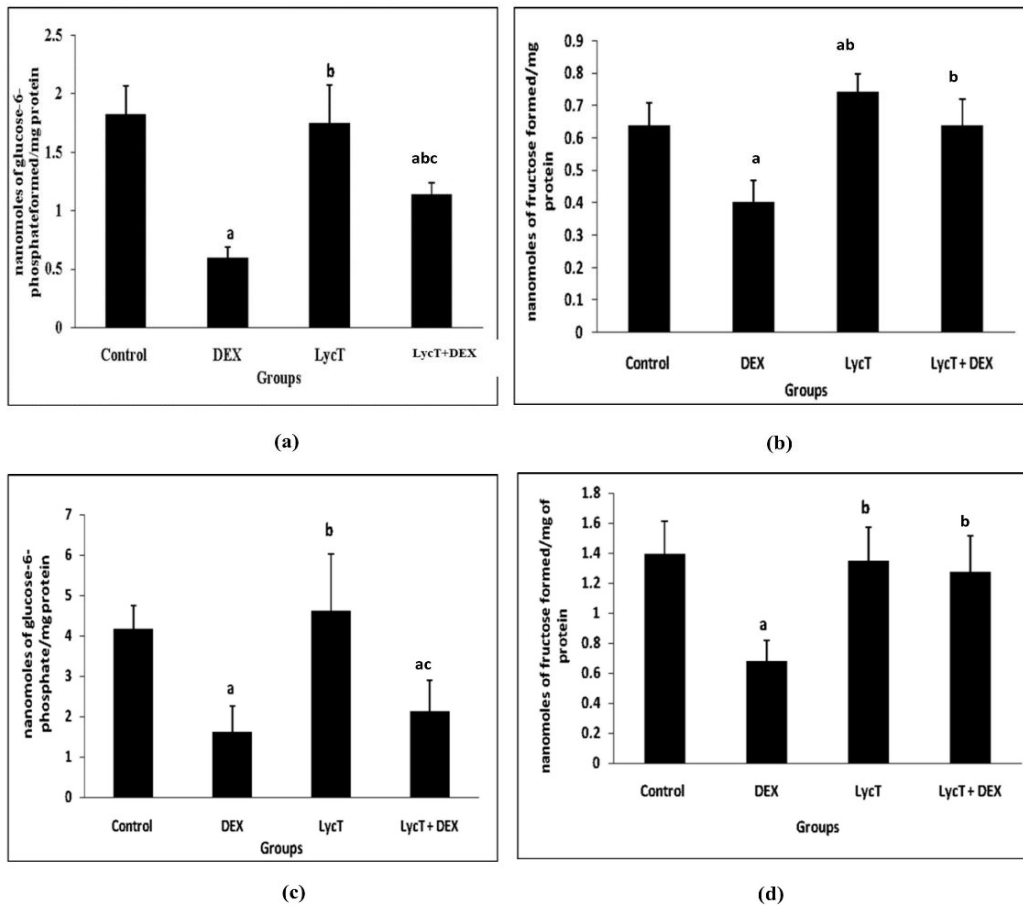 nanomoles of glucose-6-
phosphateformed/mg protein
2.5
2
1.5
1
0.5
0
a
b
abc
Control DEX LycT LycT+DEX
Groups
(a)
nanomoles of fructose formed/mg
protein
0.9
0.8
0.7
0.6
0.5
0.4
0.3
0.2
0.1
0
a
ab
b
Control DEX LycT LycT + DEX
Groups
(b)
nanomoles of glucose-6-
phosphate/mg protein
7
6
5
4
3
2
1
0
a
b
ac
Control DEX LycT LycT + DEX
Groups
(c)
nanomoles of fructose formed/mg of
protein
1.8
1.6
1.4
1.2
1
0.8
0.6
0.4
0.2
0
a
b
b
Control DEX LycT LycT + DEX
Groups
(d)